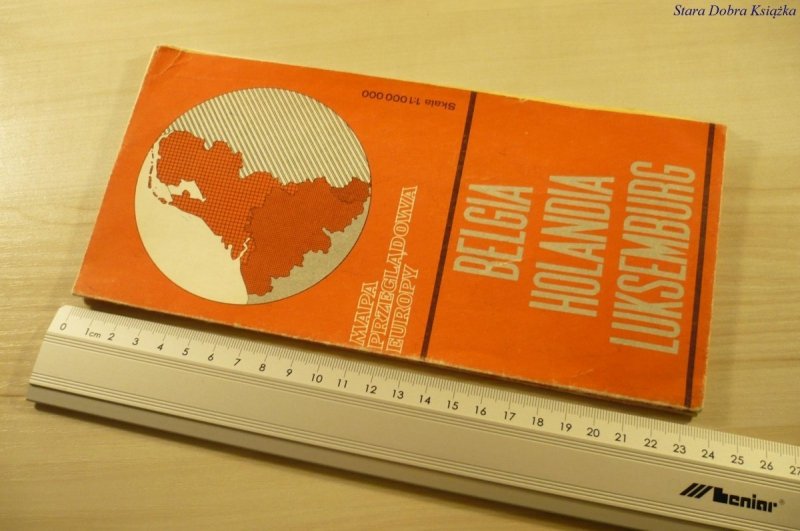 Stara Dobra Książka
Skala 1:1 000 000
MAPA
PRZEGLĄDOWA
EUROPY
BELGIA
HOLANDIA
LUKSEMBURG
0 1cm 2 3 4 5 6 7 8 9 10 11 12 13 14 15 16 17 18 19 20 21 22 23 24 25 26 27
leniar®